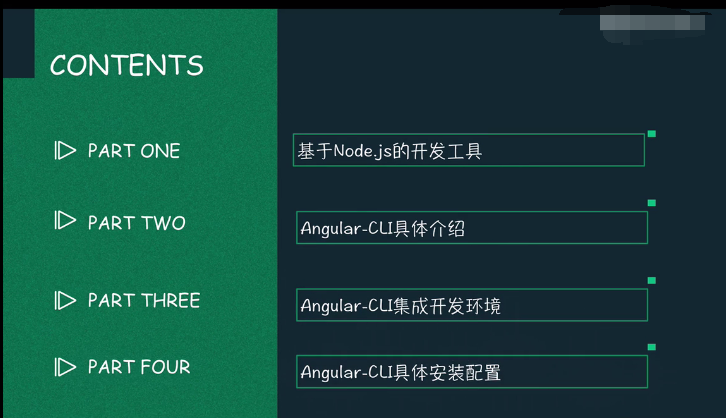 CONTENTS
PART ONE
基于Node.js的开发工具
PART TWO
Angular-CLI具体介绍
PART THREE
Angular-CLI集成开发环境
PART FOUR
Angular-CLI具体安装配置